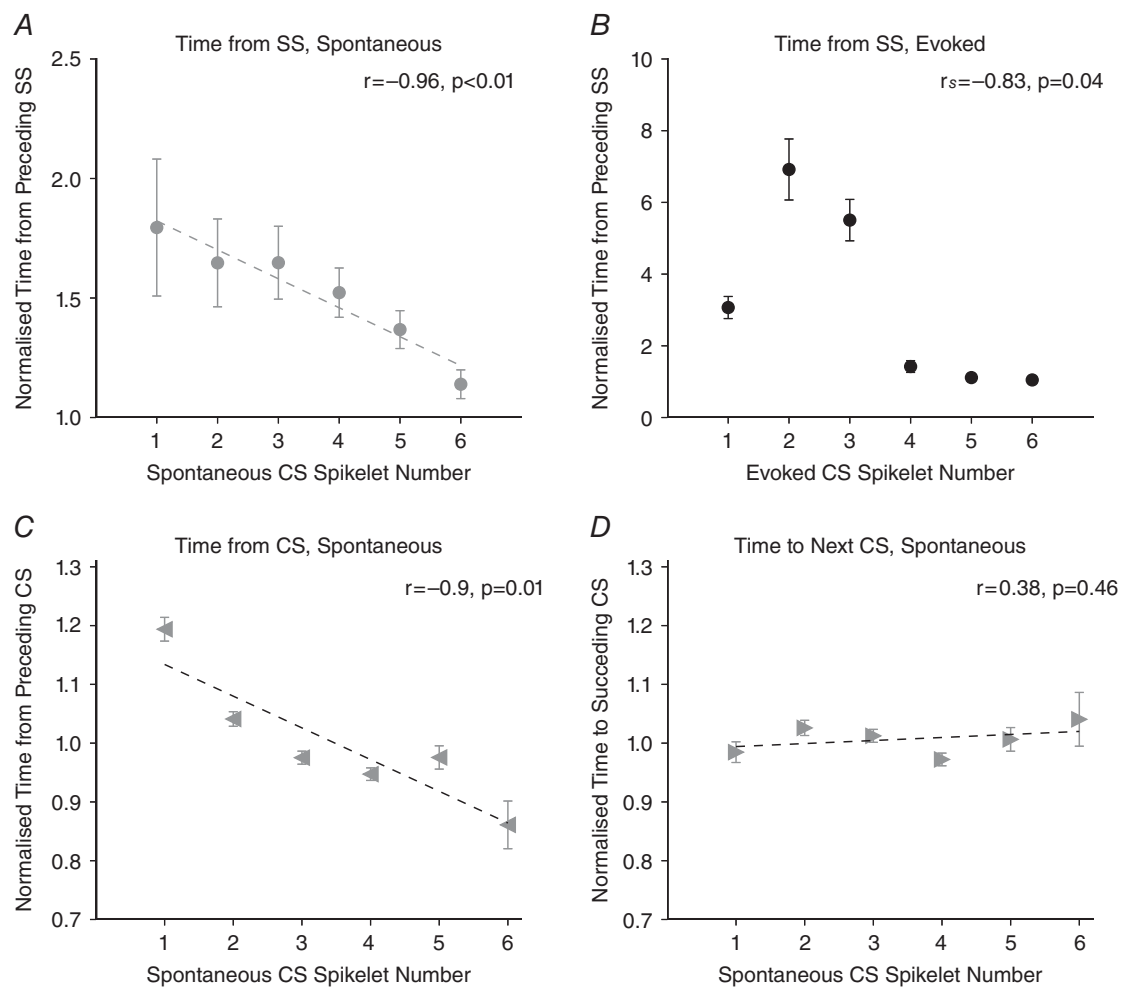 A
Time from SS, Spontaneous
r=−0.96, p<0.01
Normalised Time from Preceding SS
2.5
2.0
1.5
1.0
1 2 3 4 5 6
Spontaneous CS Spikelet Number
B
Time from SS, Evoked
rs=−0.83, p=0.04
Normalised Time from Preceding SS
10
8
6
4
2
0
1 2 3 4 5 6
Evoked CS Spikelet Number
C
Time from CS, Spontaneous
r=−0.9, p=0.01
Normalised Time from Preceding CS
1.3
1.2
1.1
1.0
0.9
0.8
0.7
1 2 3 4 5 6
Spontaneous CS Spikelet Number
D
Time to Next CS, Spontaneous
r=0.38, p=0.46
Normalised Time to Succeding CS
1.3
1.2
1.1
1.0
0.9
0.8
0.7
1 2 3 4 5 6
Spontaneous CS Spikelet Number